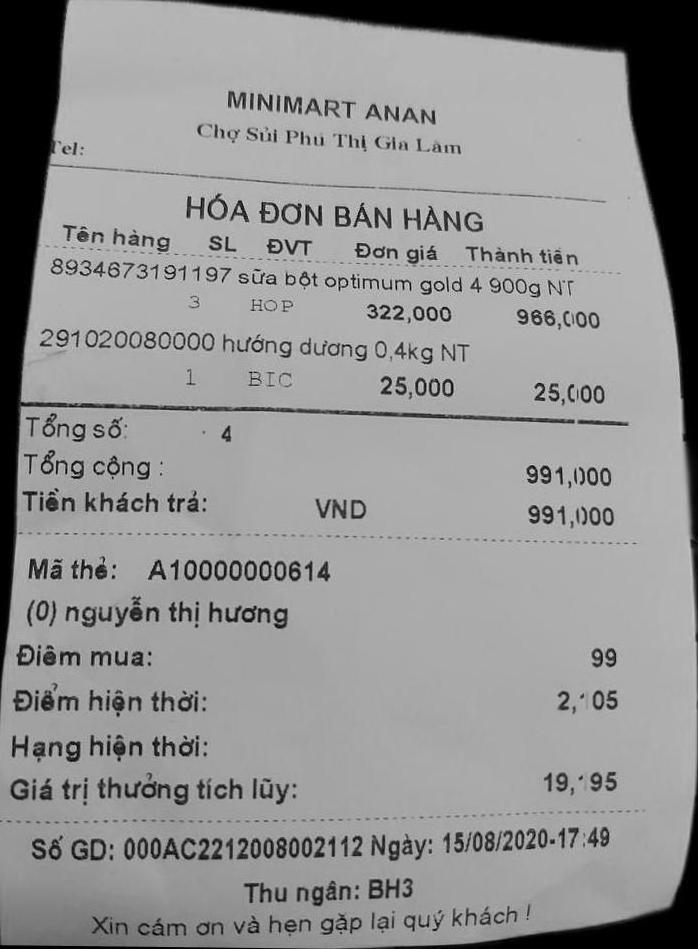 MINIMART ANAN
Chợ Sủi Phú Thị Gia Lâm
Tel:
HÓA ĐƠN BÁN HÀNG
Tên hàng SL ĐVT Đơn giá Thành tiền
8934673191197 sữa bột optimum gold 4 900g NT
3 HOP 322,000 966,000
291020080000 hướng dương 0,4kg NT
1 BIC 25,000 25,000
Tổng số: 4
Tổng cộng : 991,000
Tiền khách trả: VND 991,000
Mã thẻ: A10000000614
(0) nguyễn thị hương
Điểm mua: 99
Điểm hiện thời: 2,105
Hạng hiện thời:
Giá trị thưởng tích lũy: 19,195
Số GD: 000AC2212008002112 Ngày: 15/08/2020-17:49
Thu ngân: BH3
Xin cám ơn và hẹn gặp lại quý khách !